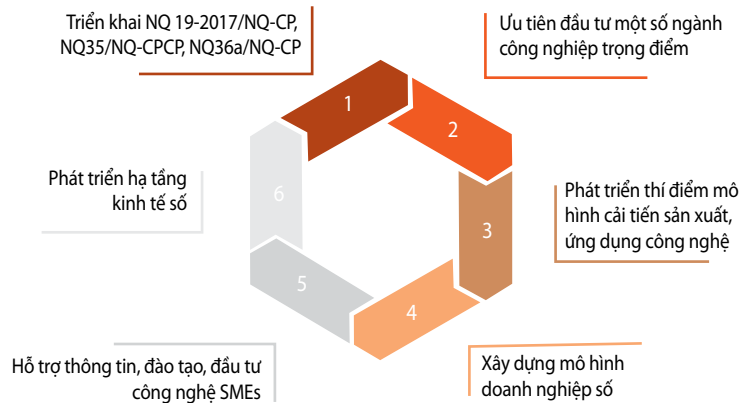 Triển khai NQ 19-2017/NQ-CP,
NQ35/NQ-CPCP, NQ36a/NQ-CP
1
Ưu tiên đầu tư một số ngành
công nghiệp trọng điểm
2
Phát triển thí điểm mô
hình cải tiến sản xuất,
ứng dụng công nghệ
3
Xây dựng mô hình
doanh nghiệp số
4
Hỗ trợ thông tin, đào tạo, đầu tư
công nghệ SMEs
5
Phát triển hạ tầng
kinh tế số
6